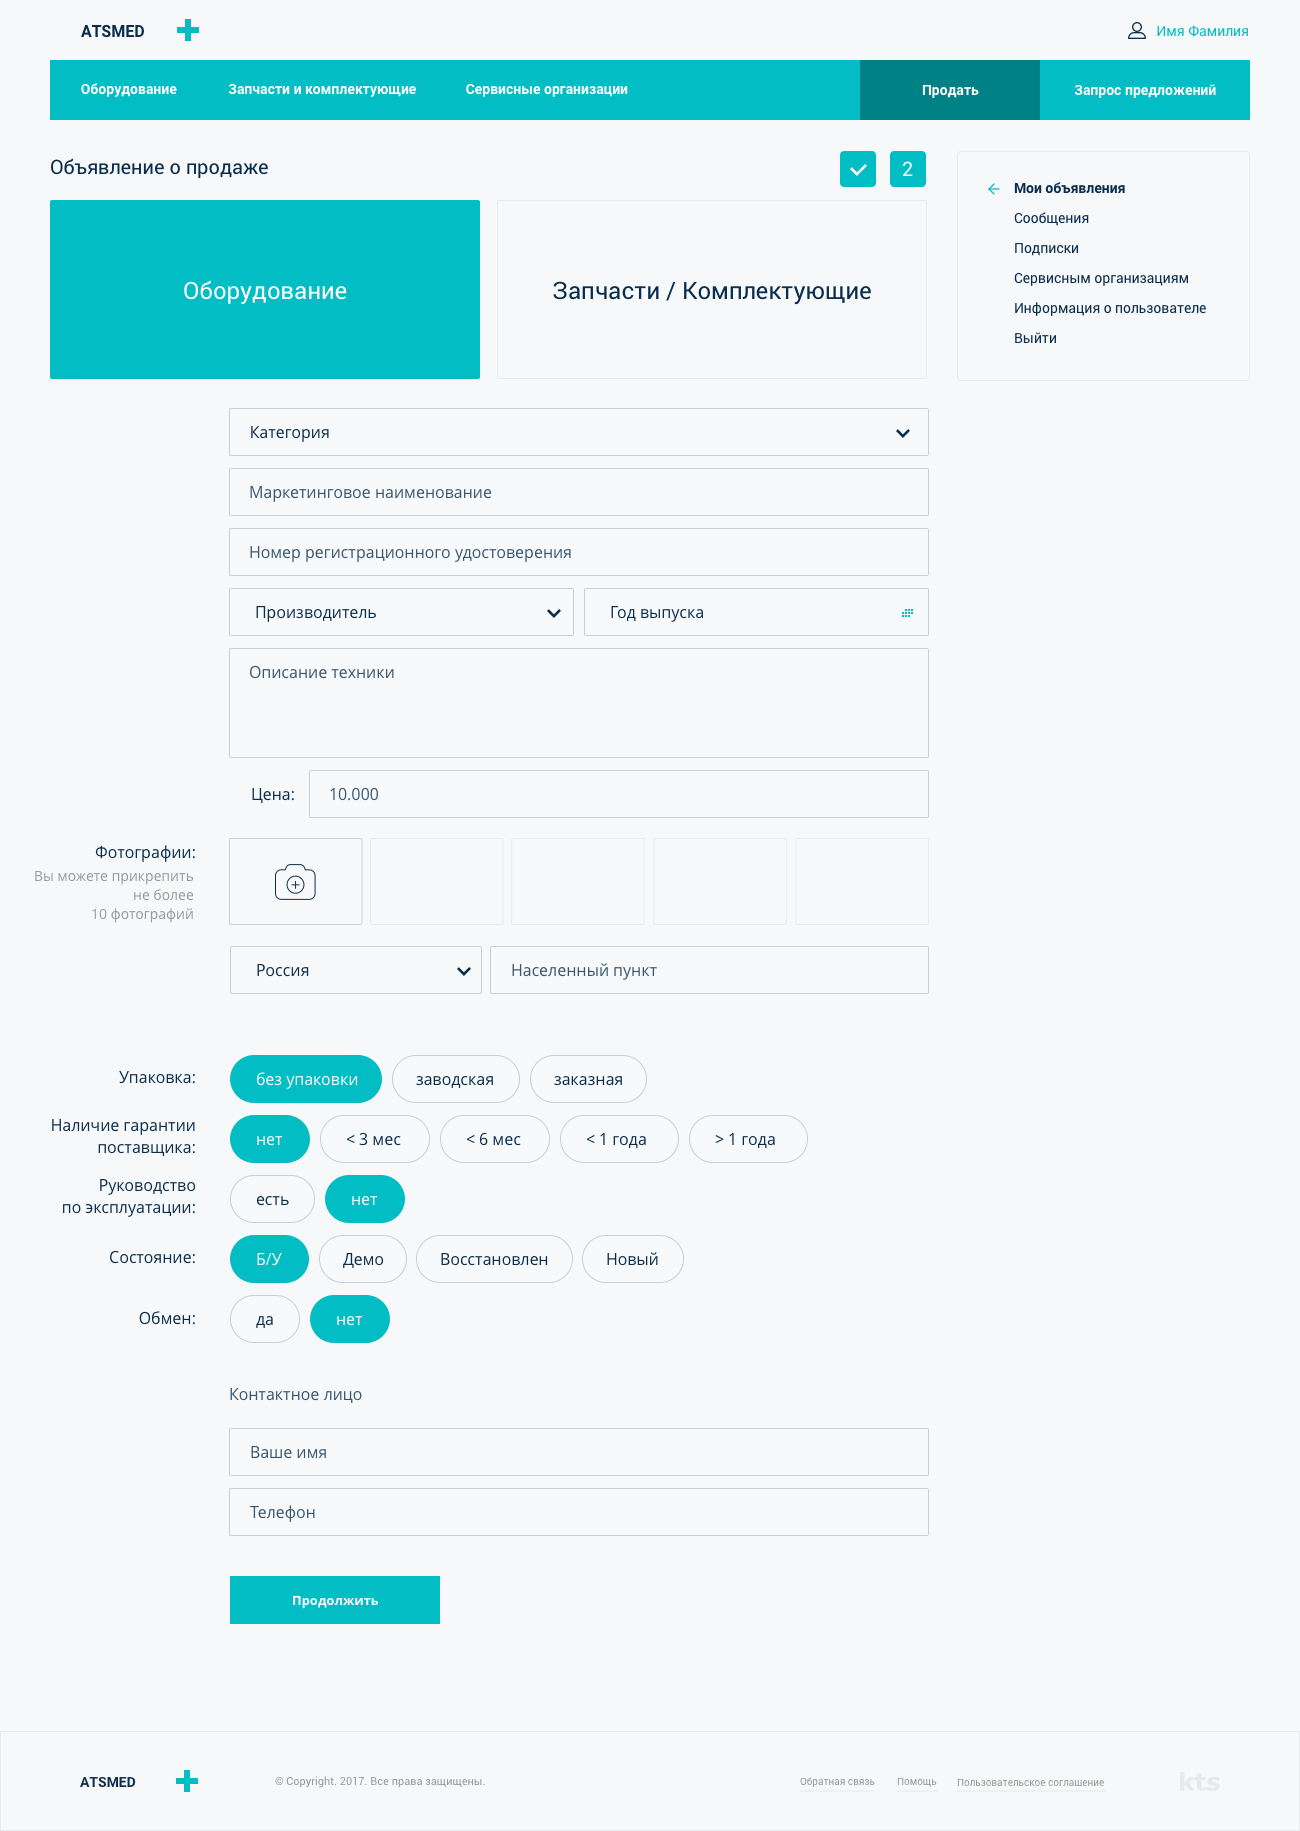 ATSMED
Имя Фамилия
Оборудование
Запчасти и комплектующие
Сервисные организации
Продать
Запрос предложений
Объявление о продаже
2
Мои объявления
Сообщения
Подписки
Сервисным организациям
Информация о пользователе
Выйти
Оборудование
Запчасти / Комплектующие
Категория
Маркетинговое наименование
Номер регистрационного удостоверения
Производитель
Год выпуска
Описание техники
Цена:
10.000
Фотографии:
Вы можете прикрепить
не более
10 фотографий
Россия
Населенный пункт
Упаковка:
без упаковки
заводская
заказная
Наличие гарантии
поставщика:
нет
< 3 мес
< 6 мес
< 1 года
> 1 года
Руководство
по эксплуатации:
есть
нет
Состояние:
Б/У
Демо
Восстановлен
Новый
Обмен:
да
нет
Контактное лицо
Ваше имя
Телефон
Продолжить
ATSMED
© Copyright. 2017. Все права защищены.
Обратная связь
Помощь
Пользовательское соглашение
kts